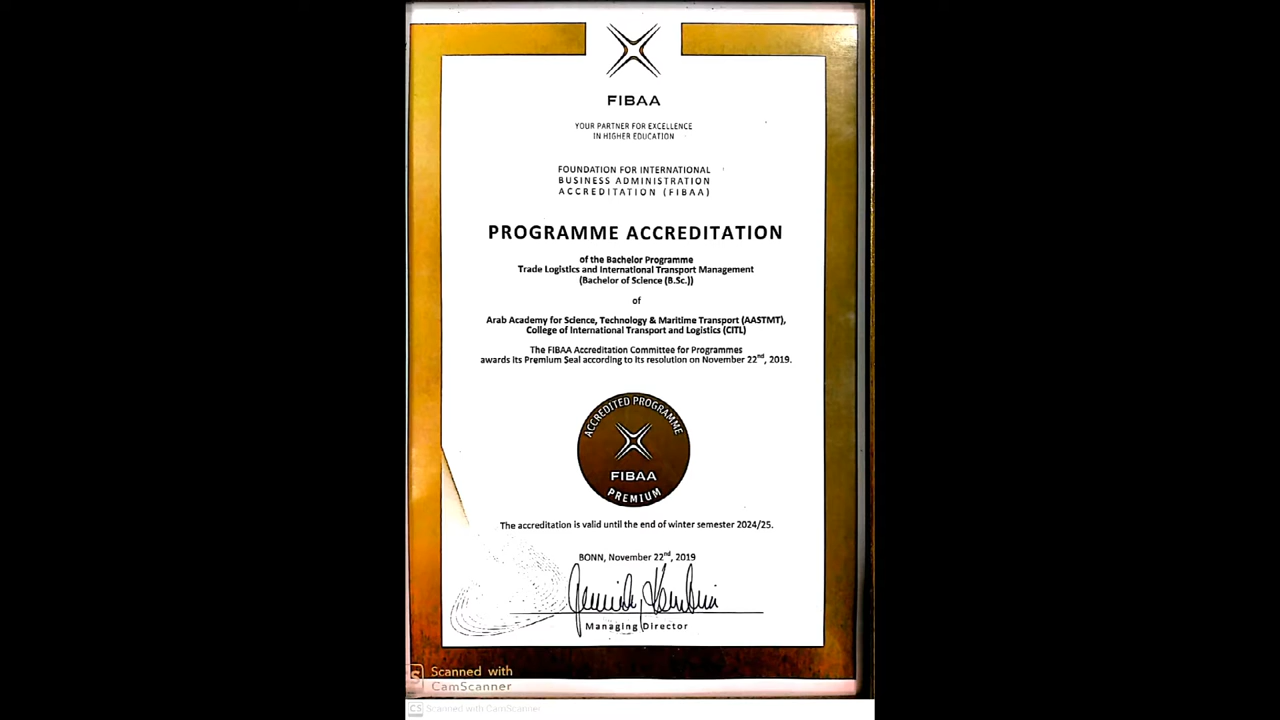 FIBAA
YOUR PARTNER FOR EXCELLENCE
IN HIGHER EDUCATION
FOUNDATION FOR INTERNATIONAL
BUSINESS ADMINISTRATION
ACCREDITATION (FIBAA)
PROGRAMME ACCREDITATION
of the Bachelor Programme
Trade Logistics and International Transport Management
(Bachelor of Science (B.Sc.))
of
Arab Academy for Science, Technology & Maritime Transport (AASTMT),
College of International Transport and Logistics (CITL)
The FIBAA Accreditation Committee for Programmes
awards its Premium Seal according to its resolution on November 22nd, 2019.
ACCREDITED PROGRAMME
FIBAA
PREMIUM
The accreditation is valid until the end of winter semester 2024/25.
BONN, November 22nd, 2019
Managing Director
Scanned with
CamScanner
CS Scanned with CamScanner